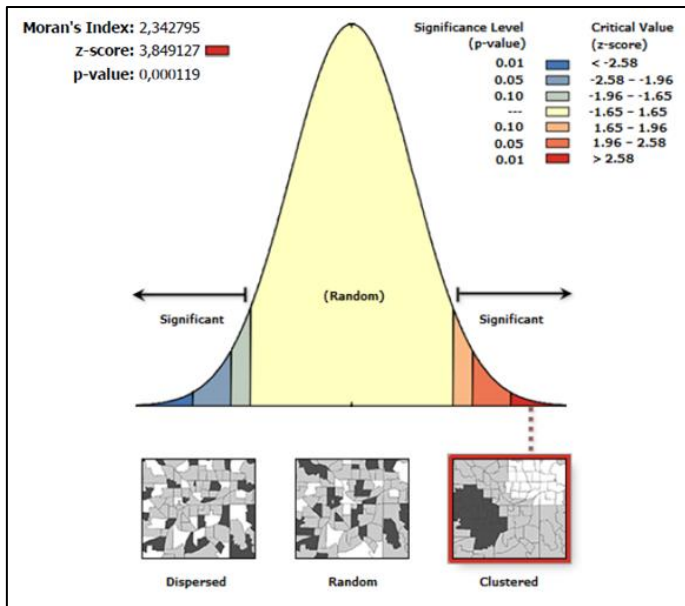 Moran's Index: 2,342795
z-score: 3,849127
p-value: 0,000119
Significance Level (p-value) Critical Value (z-score)
0.01 < -2.58
0.05 -2.58 – -1.96
0.10 -1.96 – -1.65
--- -1.65 – 1.65
0.10 1.65 – 1.96
0.05 1.96 – 2.58
0.01 > 2.58
(Random)
Significant Significant
Dispersed Random Clustered